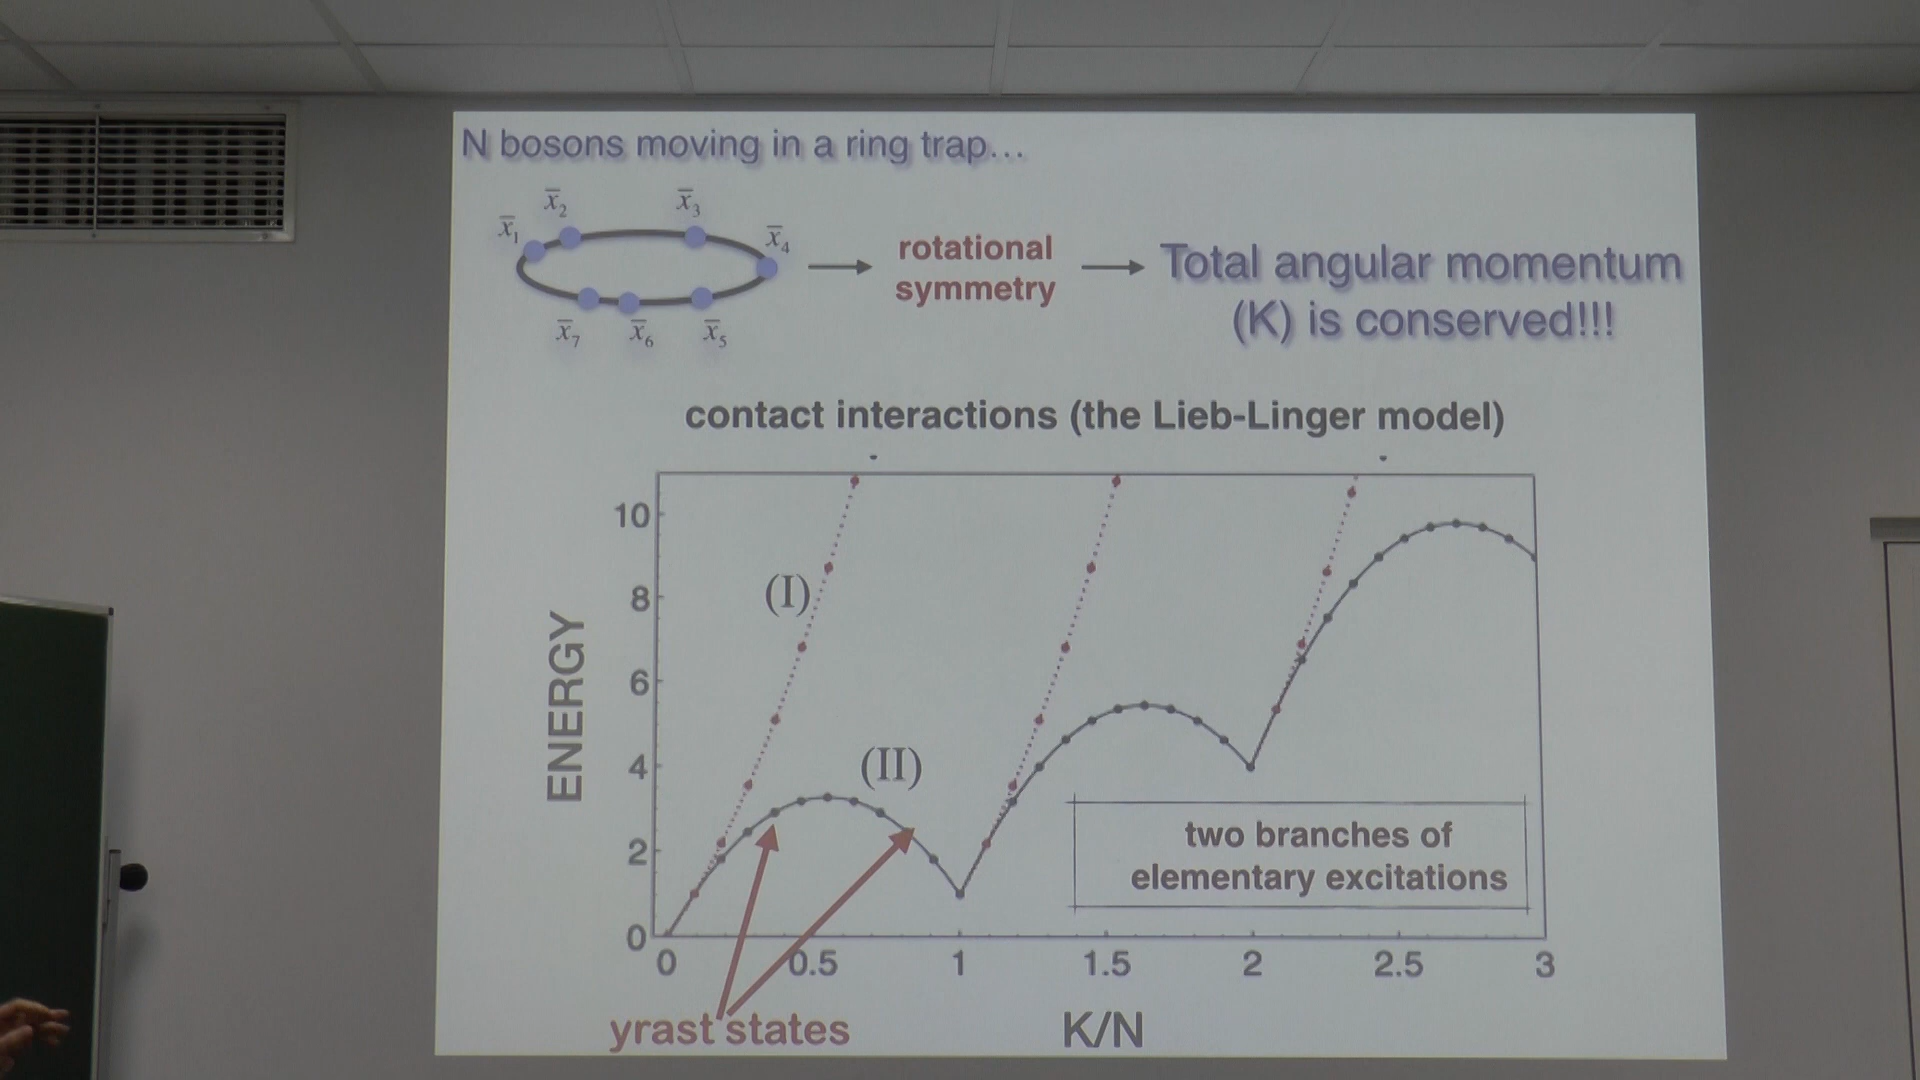 N bosons moving in a ring trap...
x̅₂ x̅₃
x̅₁ x̅₄
x̅₇ x̅₆ x̅₅
rotational
symmetry
Total angular momentum
(K) is conserved!!!
contact interactions (the Lieb-Linger model)
10
8
6
4
2
0
ENERGY
(I)
(II)
two branches of
elementary excitations
0 0.5 1 1.5 2 2.5 3
yrast states
K/N